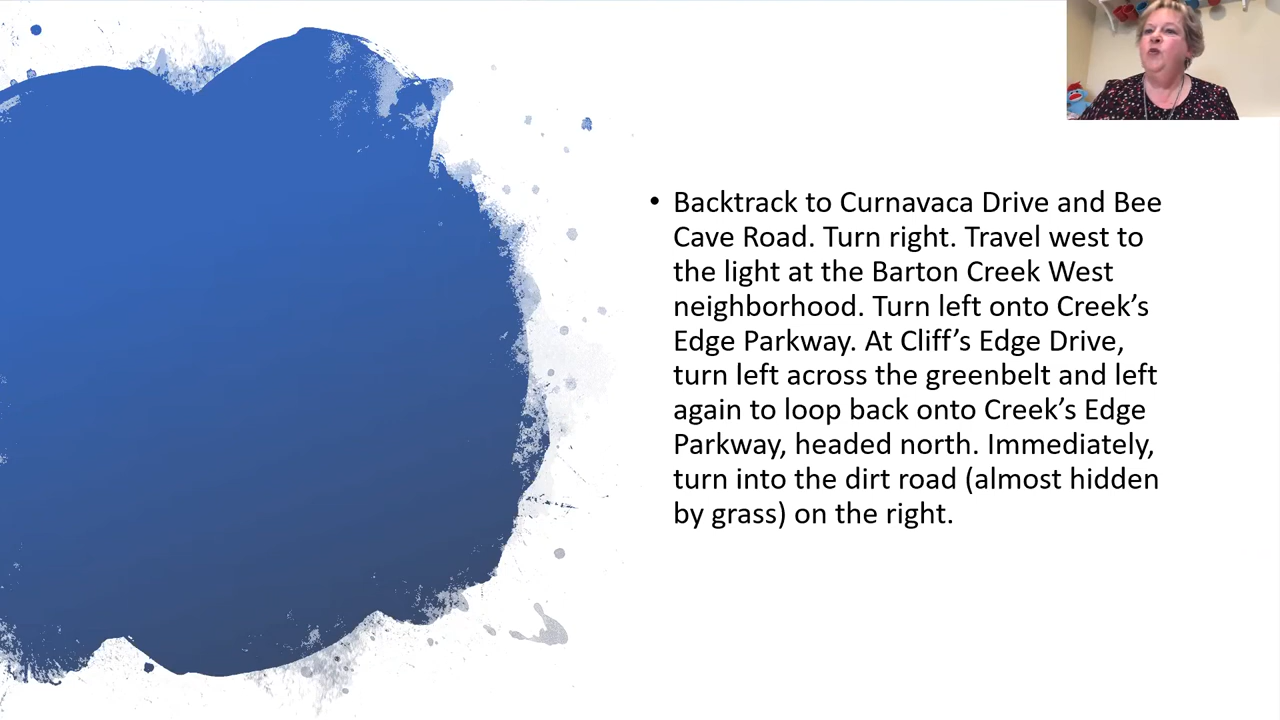 • Backtrack to Curnavaca Drive and Bee
Cave Road. Turn right. Travel west to
the light at the Barton Creek West
neighborhood. Turn left onto Creek’s
Edge Parkway. At Cliff’s Edge Drive,
turn left across the greenbelt and left
again to loop back onto Creek’s Edge
Parkway, headed north. Immediately,
turn into the dirt road (almost hidden
by grass) on the right.